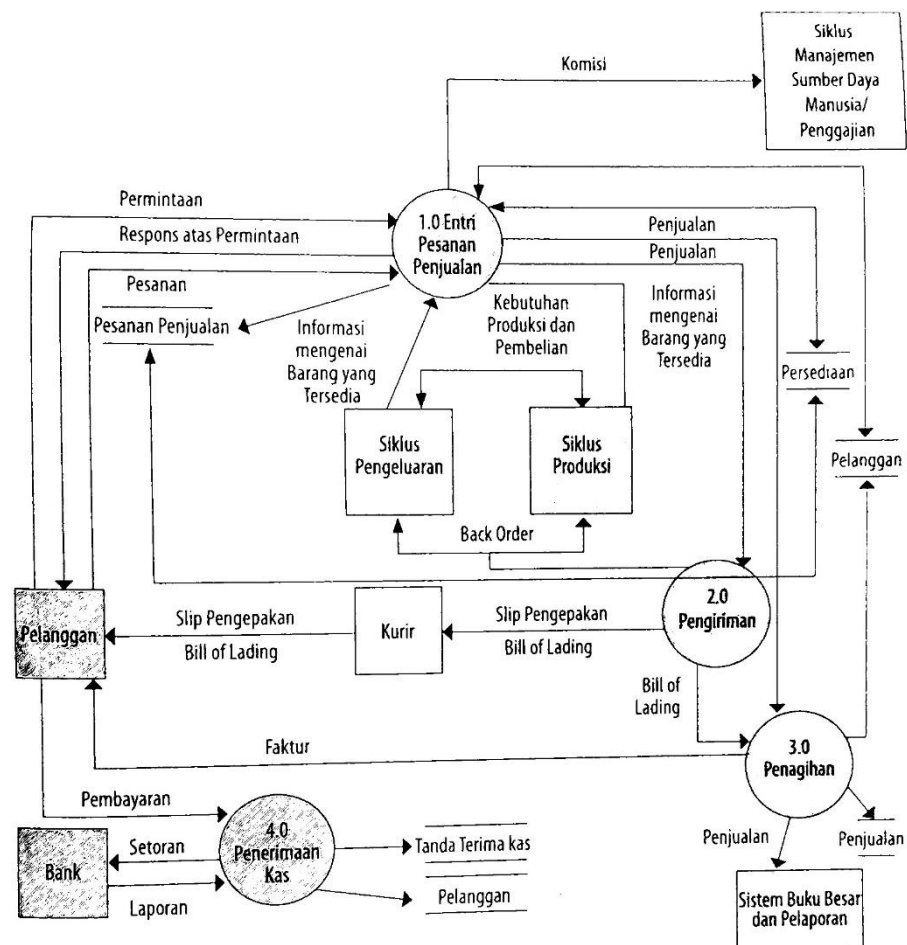 Siklus
Manajemen
Sumber Daya
Manusia/
Penggajian
Komisi
Permintaan
Respons atas Permintaan
Pesanan
Pesanan Penjualan
1.0 Entri
Pesanan
Penjualan
Penjualan
Penjualan
Informasi
mengenai
Barang yang
Tersedia
Kebutuhan
Produksi dan
Pembelian
Informasi
mengenai
Barang yang
Tersedia
Persediaan
Pelanggan
Siklus
Pengeluaran
Siklus
Produksi
Back Order
2.0
Pengiriman
Pelanggan
Slip Pengepakan
Bill of Lading
Kurir
Slip Pengepakan
Bill of Lading
Bill of
Lading
Faktur
3.0
Penagihan
Pembayaran
4.0
Penerimaan
Kas
Setoran
Bank
Laporan
Tanda Terima kas
Pelanggan
Penjualan
Penjualan
Sistem Buku Besar
dan Pelaporan